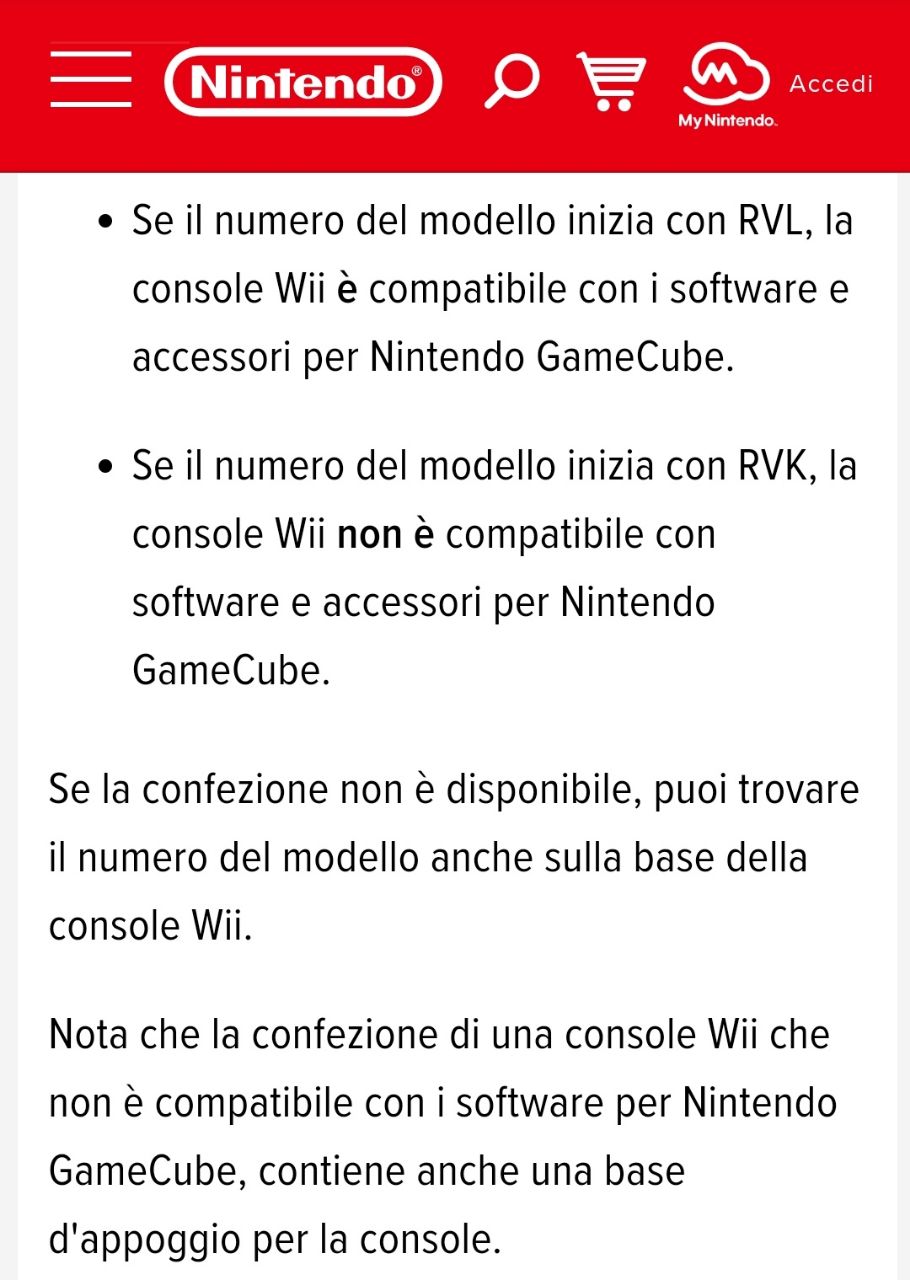 Nintendo®
My Nintendo™
Accedi
• Se il numero del modello inizia con RVL, la
console Wii è compatibile con i software e
accessori per Nintendo GameCube.
• Se il numero del modello inizia con RVK, la
console Wii non è compatibile con
software e accessori per Nintendo
GameCube.
Se la confezione non è disponibile, puoi trovare
il numero del modello anche sulla base della
console Wii.
Nota che la confezione di una console Wii che
non è compatibile con i software per Nintendo
GameCube, contiene anche una base
d'appoggio per la console.